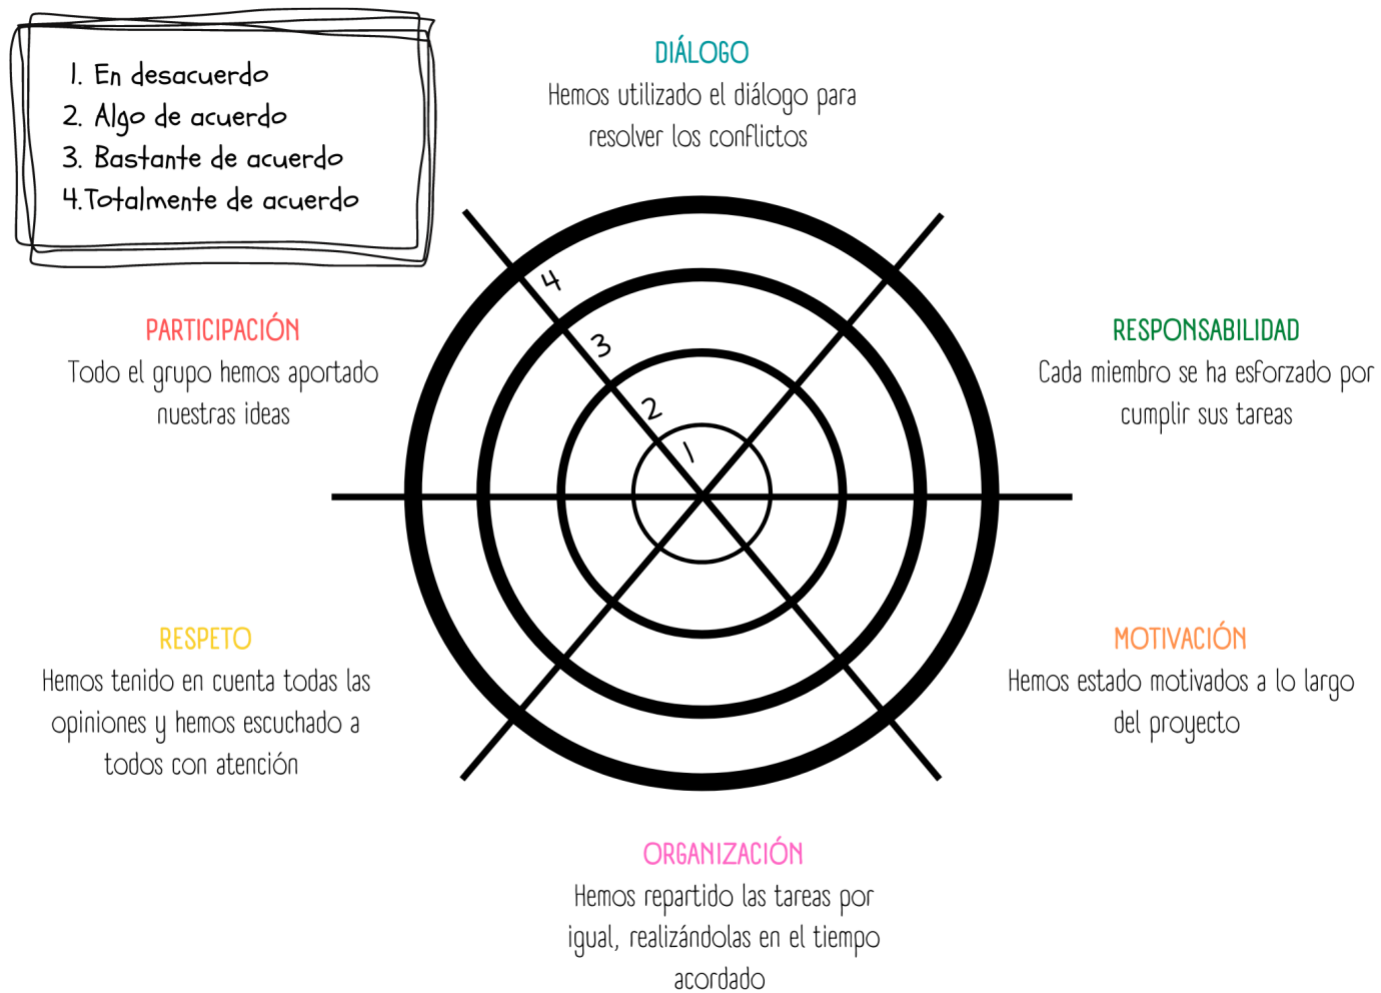 1. En desacuerdo
2. Algo de acuerdo
3. Bastante de acuerdo
4.Totalmente de acuerdo
DIÁLOGO
Hemos utilizado el diálogo para
resolver los conflictos
4
3
2
1
PARTICIPACIÓN
Todo el grupo hemos aportado
nuestras ideas
RESPONSABILIDAD
Cada miembro se ha esforzado por
cumplir sus tareas
RESPETO
Hemos tenido en cuenta todas las
opiniones y hemos escuchado a
todos con atención
MOTIVACIÓN
Hemos estado motivados a lo largo
del proyecto
ORGANIZACIÓN
Hemos repartido las tareas por
igual, realizándolas en el tiempo
acordado